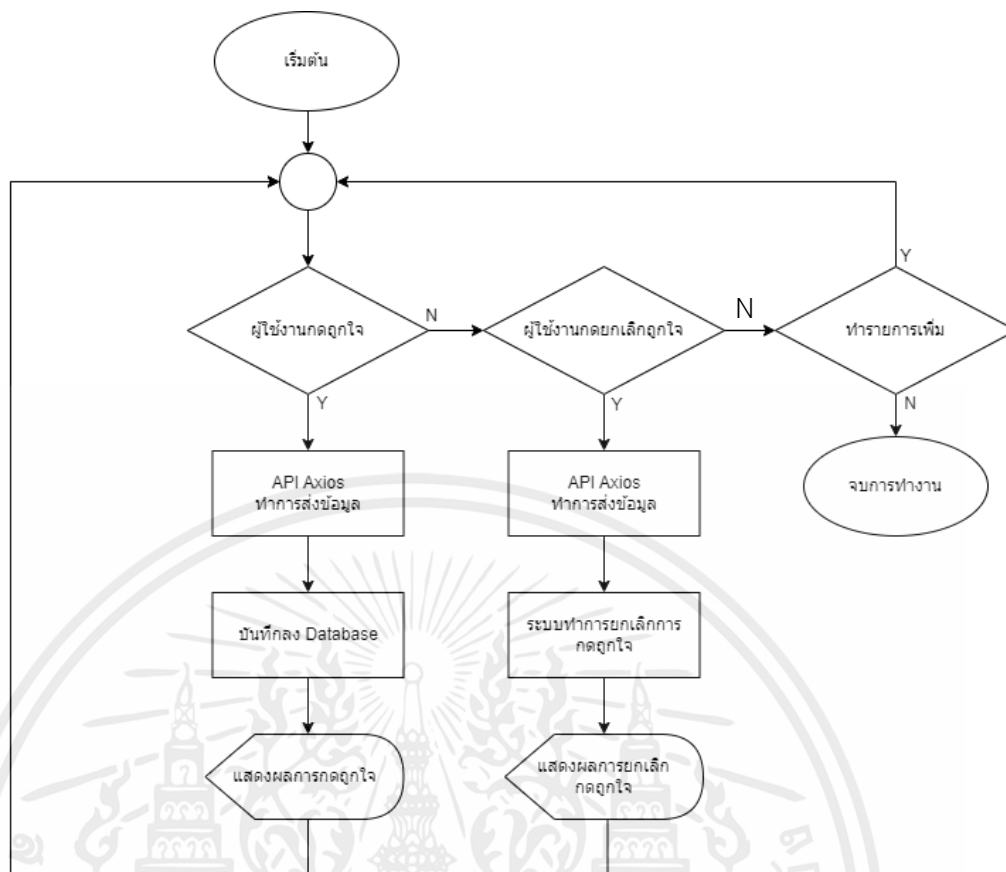 เริ่มต้น
ผู้ใช้งานกดถูกใจ
N
ผู้ใช้งานกดยกเลิกถูกใจ
N
ทำรายการเพิ่ม
Y
Y
Y
N
API Axios
ทำการส่งข้อมูล
API Axios
ทำการส่งข้อมูล
จบการทำงาน
บันทึกลง Database
ระบบทำการยกเลิกการ
กดถูกใจ
แสดงผลการกดถูกใจ
แสดงผลการยกเลิก
กดถูกใจ